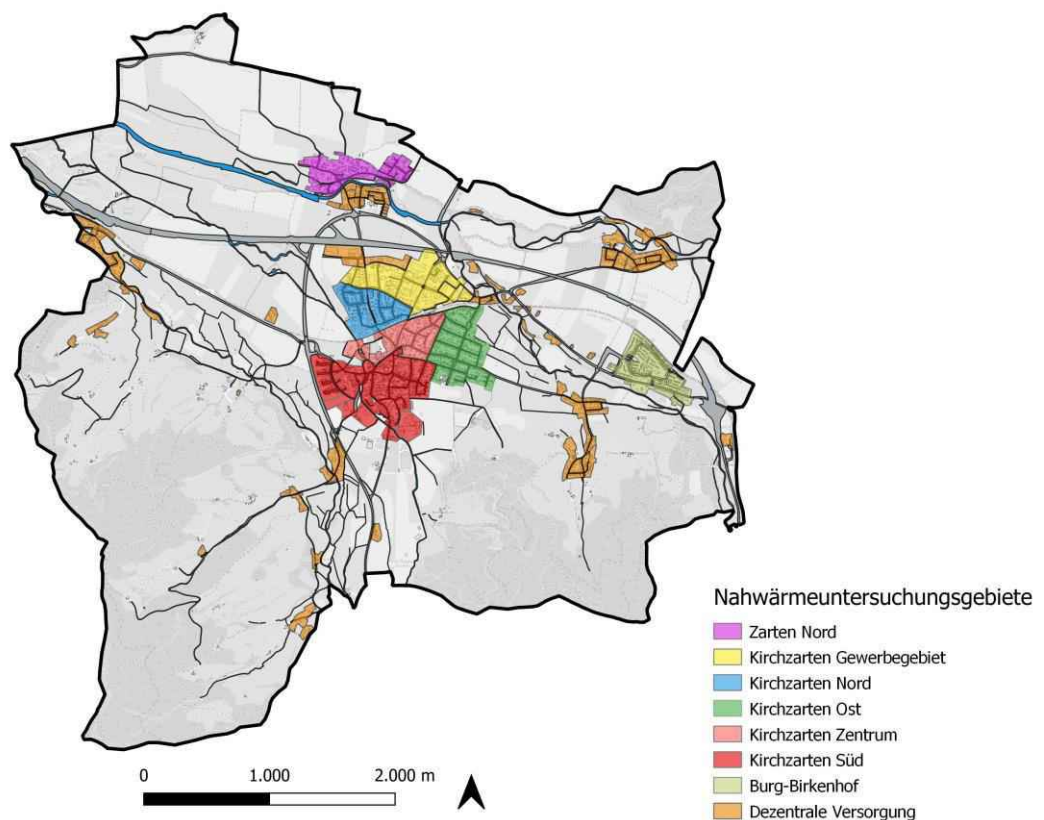 Nahwärmeuntersuchungsgebiete
Zarten Nord
Kirchzarten Gewerbegebiet
Kirchzarten Nord
Kirchzarten Ost
Kirchzarten Zentrum
Kirchzarten Süd
Burg-Birkenhof
Dezentrale Versorgung
0 1.000 2.000 m